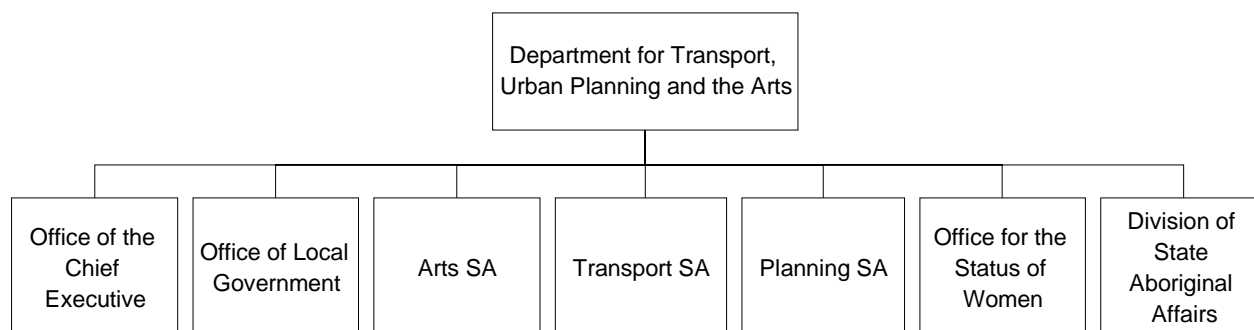 Department for Transport,
Urban Planning and the Arts
Office of the
Chief
Executive
Office of Local
Government
Arts SA
Transport SA
Planning SA
Office for the
Status of
Women
Division of
State
Aboriginal
Affairs